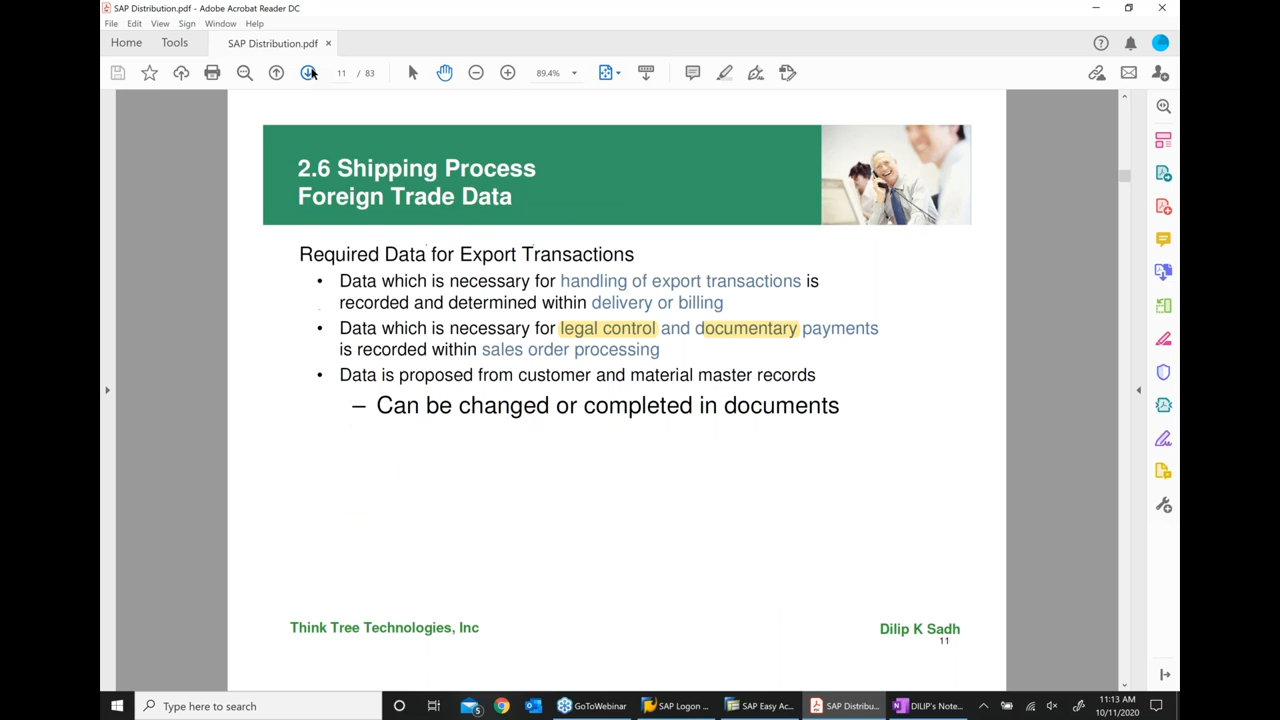 SAP Distribution.pdf - Adobe Acrobat Reader DC
File Edit View Sign Window Help
Home Tools SAP Distribution.pdf ×
11 / 83 89.4%
2.6 Shipping Process
Foreign Trade Data
Required Data for Export Transactions
• Data which is necessary for handling of export transactions is
recorded and determined within delivery or billing
• Data which is necessary for legal control and documentary payments
is recorded within sales order processing
• Data is proposed from customer and material master records
– Can be changed or completed in documents
Think Tree Technologies, Inc
Dilip K Sadh
11
Type here to search
5
GoToWebinar
SAP Logon ...
SAP Easy Ac...
SAP Distribu...
DILIP's Note...
11:13 AM
10/11/2020